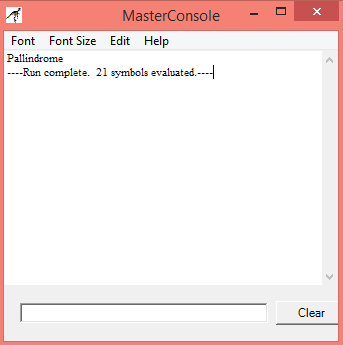 MasterConsole
Font Font Size Edit Help
Pallindrome
----Run complete.  21 symbols evaluated.----
Clear